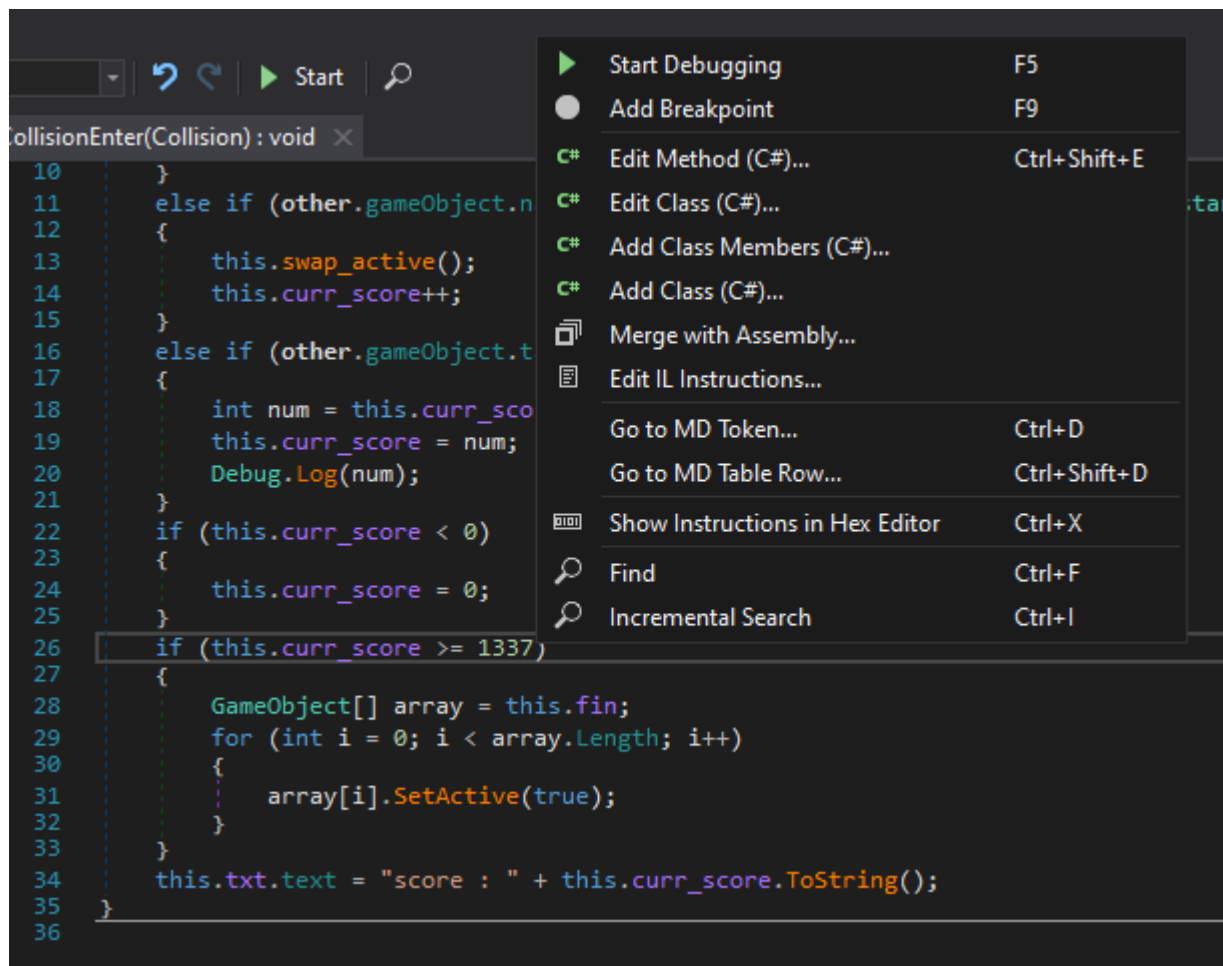 Start
CollisionEnter(Collision) : void
10 }
11 else if (other.gameObject.n
12 {
13 this.swap_active();
14 this.curr_score++;
15 }
16 else if (other.gameObject.t
17 {
18 int num = this.curr_sco
19 this.curr_score = num;
20 Debug.Log(num);
21 }
22 if (this.curr_score < 0)
23 {
24 this.curr_score = 0;
25 }
26 if (this.curr_score >= 1337)
27 {
28 GameObject[] array = this.fin;
29 for (int i = 0; i < array.Length; i++)
30 {
31 array[i].SetActive(true);
32 }
33 }
34 this.txt.text = "score : " + this.curr_score.ToString();
35 }
36
Start Debugging F5
Add Breakpoint F9
C# Edit Method (C#)... Ctrl+Shift+E
C# Edit Class (C#)...
C# Add Class Members (C#)...
C# Add Class (C#)...
Merge with Assembly...
Edit IL Instructions...
Go to MD Token... Ctrl+D
Go to MD Table Row... Ctrl+Shift+D
Show Instructions in Hex Editor Ctrl+X
Find Ctrl+F
Incremental Search Ctrl+I